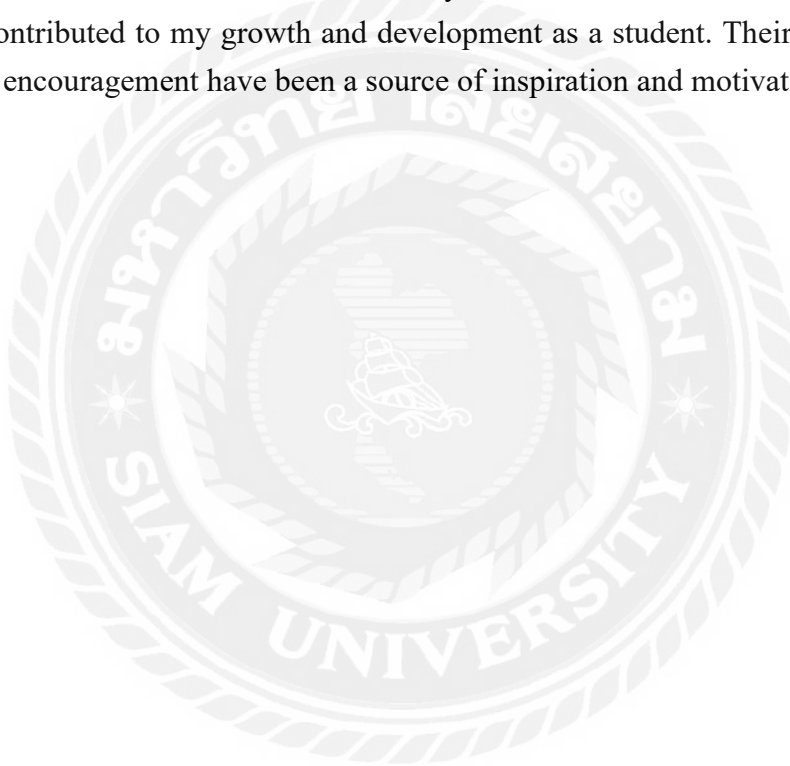 ontributed to my growth and development as a student. Their
encouragement have been a source of inspiration and motivat
มหาวิทยาลัยสยาม
SIAM UNIVERSITY